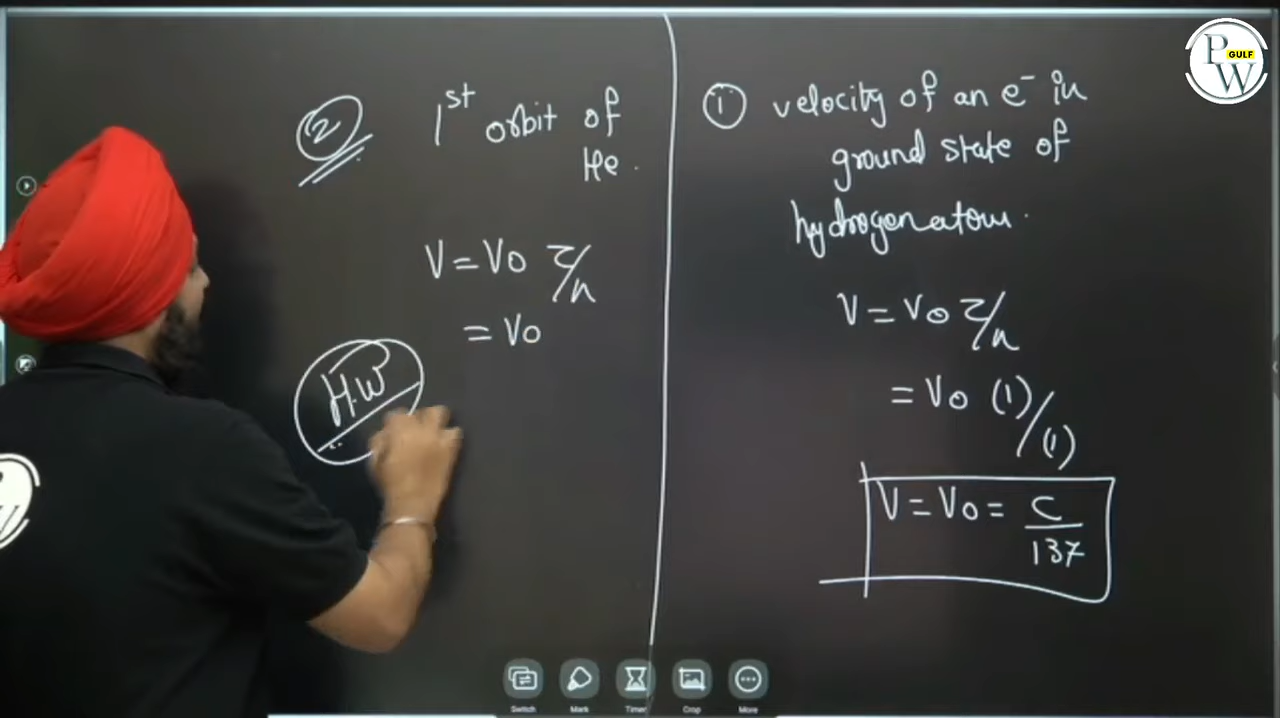 ② 1st orbit of
He.
V = V0 Z/n
= V0
H.W
① velocity of an e⁻ in
ground state of
hydrogen atom.
V = V0 Z/n
= V0 (1)/(1)
V = V0 = C/137
PW GULF
Switch Mark Timer Crop More